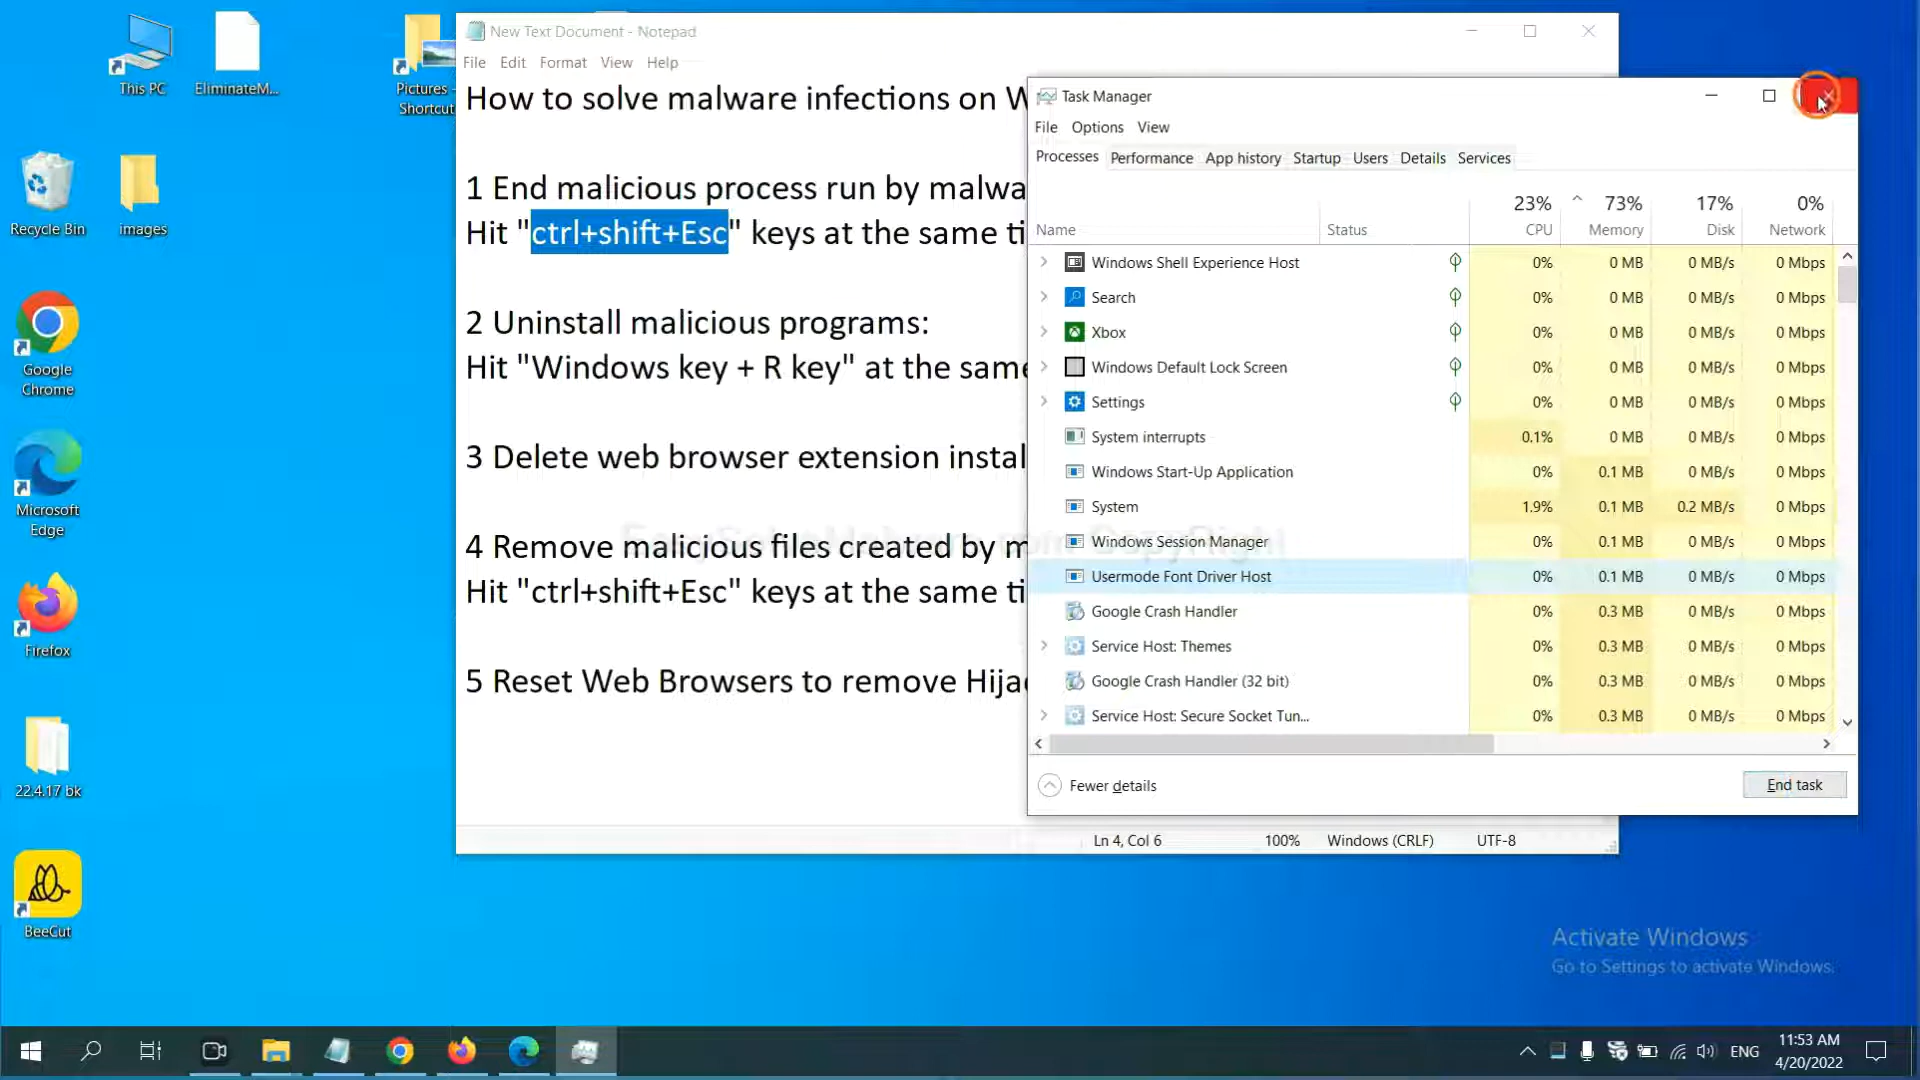 This PC
EliminateM...
Pictures -
Shortcut
Recycle Bin
images
Google
Chrome
Microsoft
Edge
Firefox
22.4.17 bk
BeeCut
New Text Document - Notepad
File Edit Format View Help
How to solve malware infections on W
1 End malicious process run by malwa
Hit "ctrl+shift+Esc" keys at the same ti
2 Uninstall malicious programs:
Hit "Windows key + R key" at the same
3 Delete web browser extension instal
4 Remove malicious files created by m
Hit "ctrl+shift+Esc" keys at the same ti
5 Reset Web Browsers to remove Hijac
Ln 4, Col 6 100% Windows (CRLF) UTF-8
Task Manager
File Options View
Processes Performance App history Startup Users Details Services
23% 73% 17% 0%
Name Status CPU Memory Disk Network
Windows Shell Experience Host 0% 0 MB 0 MB/s 0 Mbps
Search 0% 0 MB 0 MB/s 0 Mbps
Xbox 0% 0 MB 0 MB/s 0 Mbps
Windows Default Lock Screen 0% 0 MB 0 MB/s 0 Mbps
Settings 0% 0 MB 0 MB/s 0 Mbps
System interrupts 0.1% 0 MB 0 MB/s 0 Mbps
Windows Start-Up Application 0% 0.1 MB 0 MB/s 0 Mbps
System 1.9% 0.1 MB 0.2 MB/s 0 Mbps
Windows Session Manager 0% 0.1 MB 0 MB/s 0 Mbps
Usermode Font Driver Host 0% 0.1 MB 0 MB/s 0 Mbps
Google Crash Handler 0% 0.3 MB 0 MB/s 0 Mbps
Service Host: Themes 0% 0.3 MB 0 MB/s 0 Mbps
Google Crash Handler (32 bit) 0% 0.3 MB 0 MB/s 0 Mbps
Service Host: Secure Socket Tun... 0% 0.3 MB 0 MB/s 0 Mbps
Fewer details
End task
Activate Windows
Go to Settings to activate Windows.
ENG
11:53 AM
4/20/2022